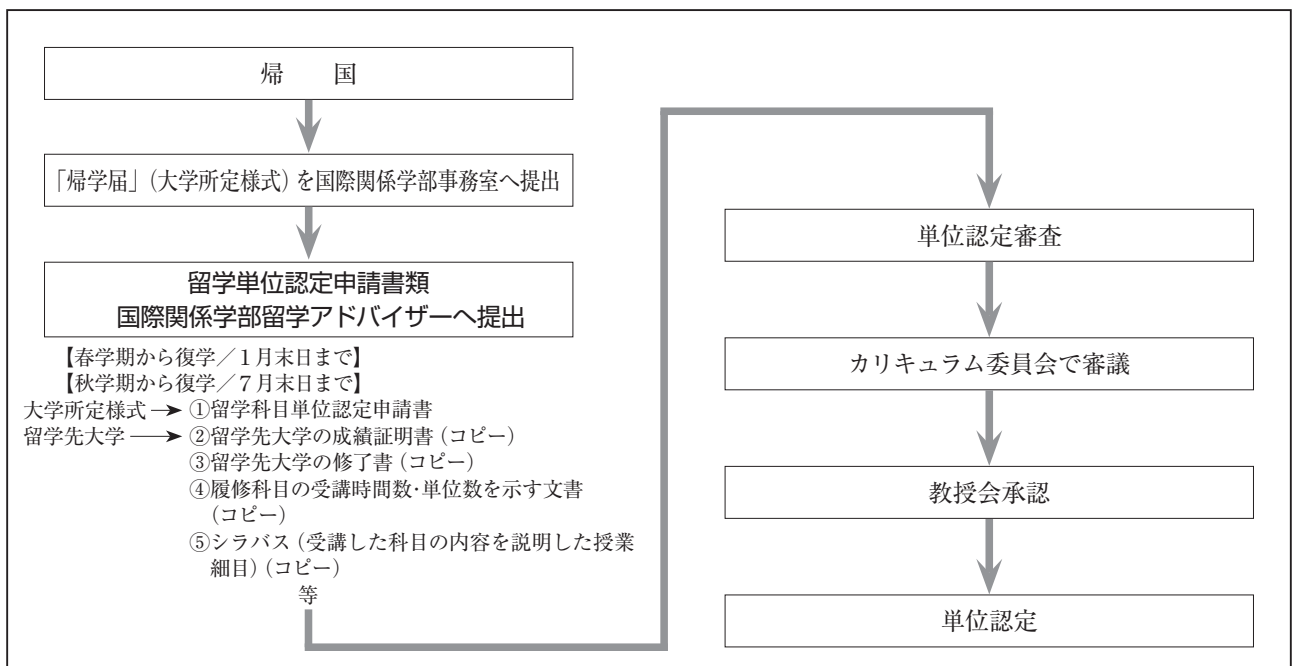 帰　　国
「帰学届」（大学所定様式）を国際関係学部事務室へ提出
留学単位認定申請書類
国際関係学部留学アドバイザーへ提出
【春学期から復学／１月末日まで】
【秋学期から復学／７月末日まで】
大学所定様式→①留学科目単位認定申請書
留学先大学→②留学先大学の成績証明書（コピー）
③留学先大学の修了書（コピー）
④履修科目の受講時間数・単位数を示す文書
（コピー）
⑤シラバス（受講した科目の内容を説明した授業
細目）（コピー）
等
単位認定審査
カリキュラム委員会で審議
教授会承認
単位認定